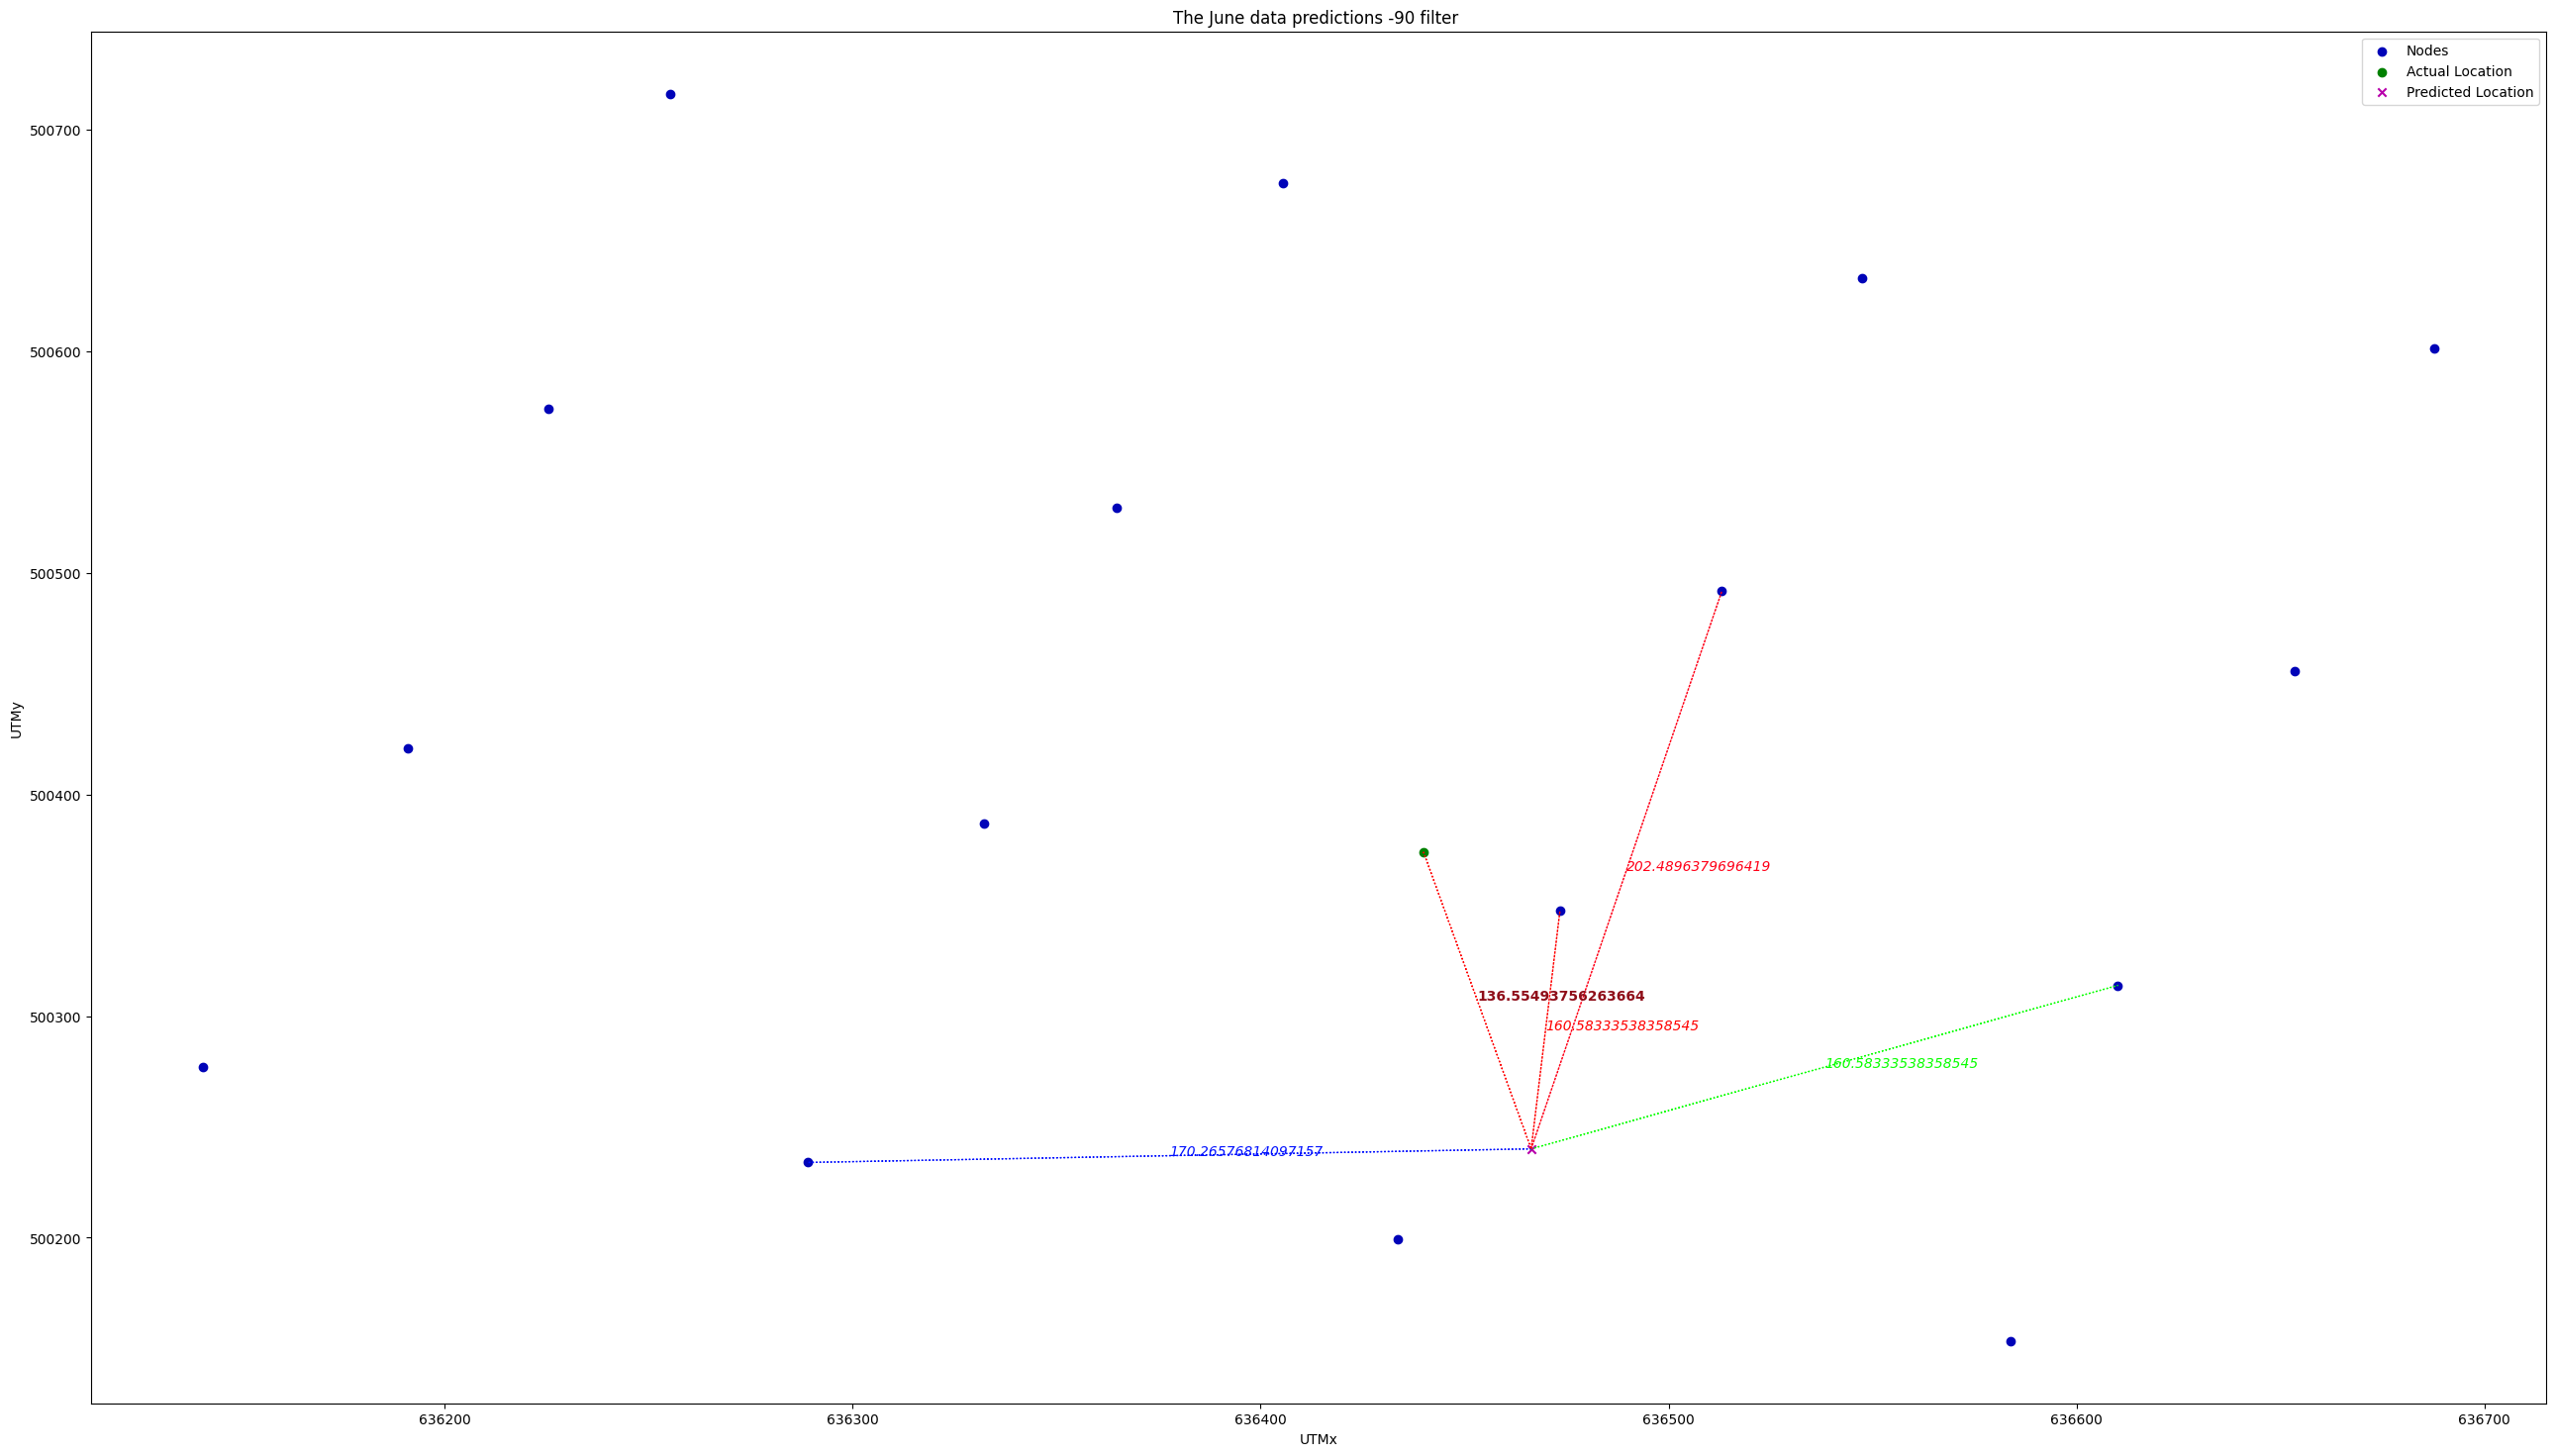 The June data predictions -90 filter
Nodes
Actual Location
Predicted Location
500700
500600
500500
500400
500300
500200
UTMy
202.4896379696419
136.55493756263664
160.58333538358545
160.58333538358545
170.26576814097157
636200
636300
636400
636500
636600
636700
UTMx